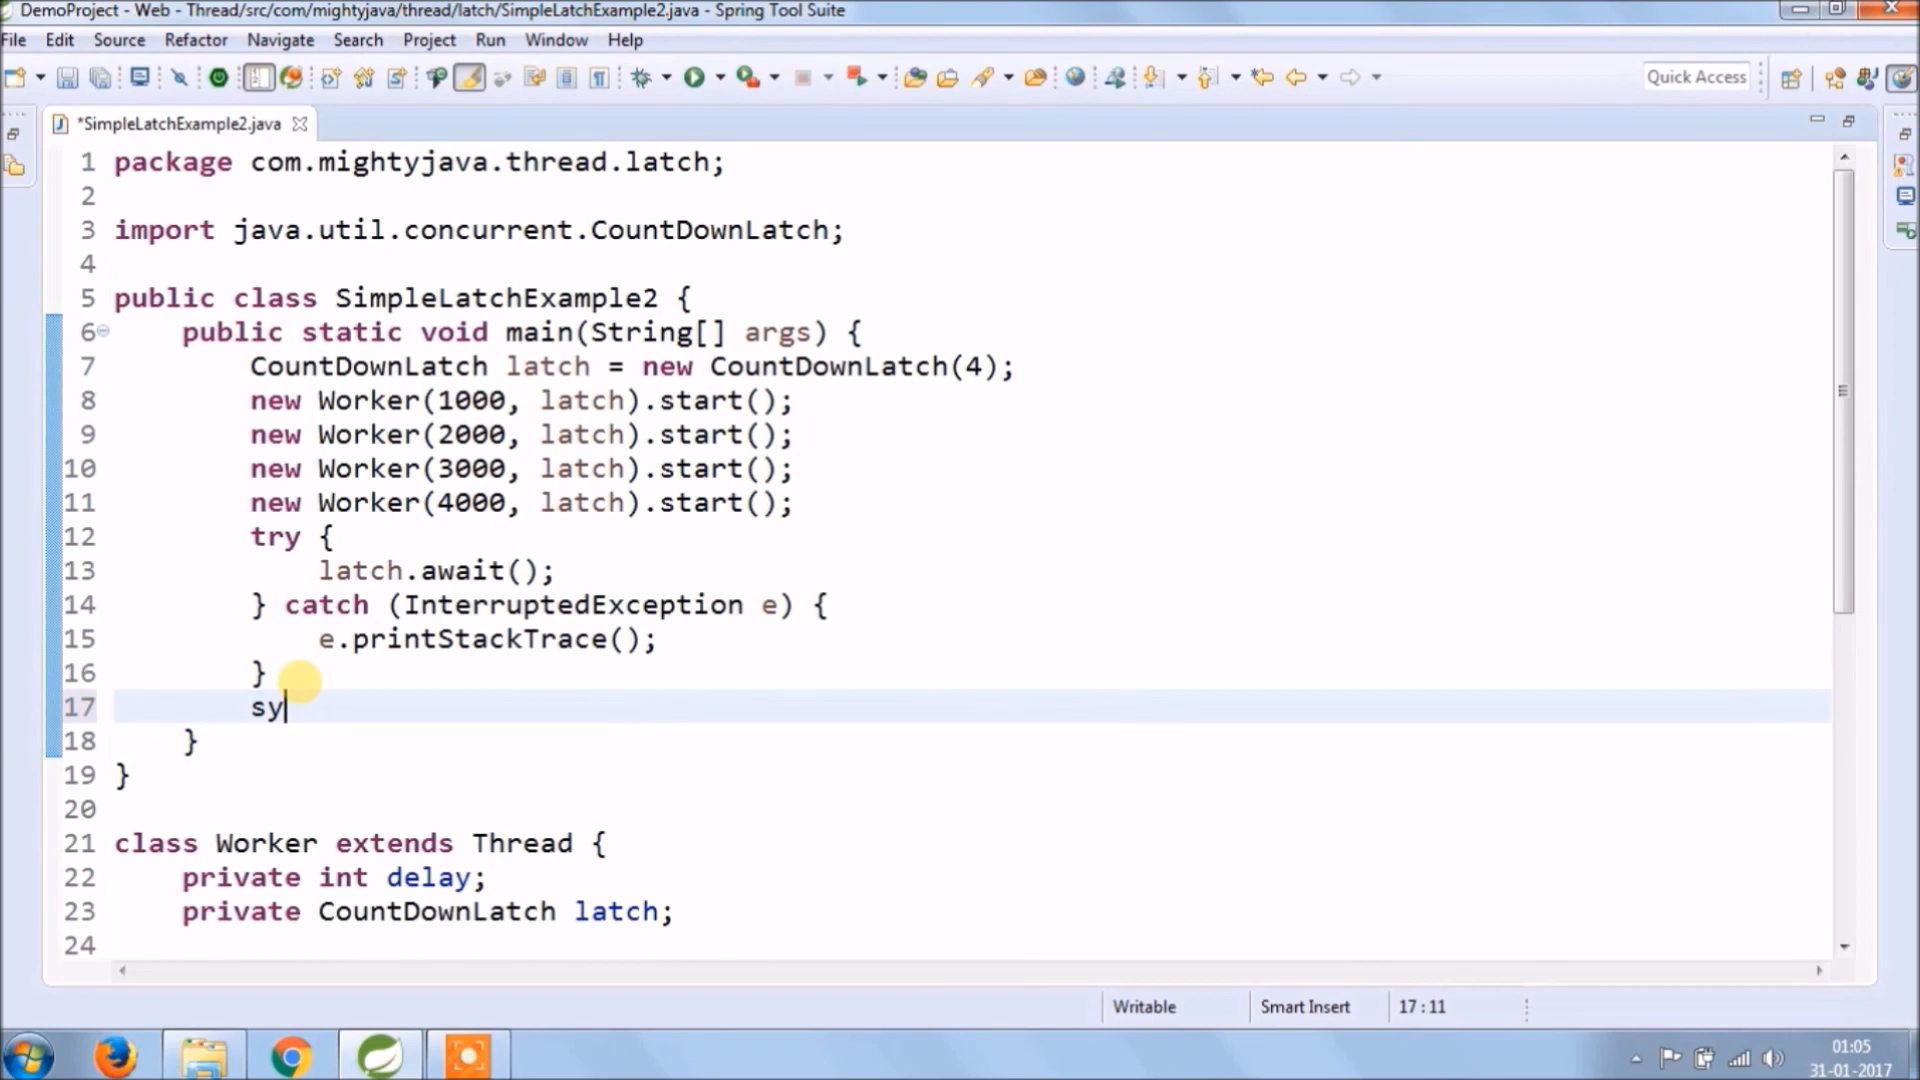 DemoProject - Web - Thread/src/com/mightyjava/thread/latch/SimpleLatchExample2.java - Spring Tool Suite
File Edit Source Refactor Navigate Search Project Run Window Help
Quick Access
*SimpleLatchExample2.java
1 package com.mightyjava.thread.latch;
2
3 import java.util.concurrent.CountDownLatch;
4
5 public class SimpleLatchExample2 {
6 public static void main(String[] args) {
7 CountDownLatch latch = new CountDownLatch(4);
8 new Worker(1000, latch).start();
9 new Worker(2000, latch).start();
10 new Worker(3000, latch).start();
11 new Worker(4000, latch).start();
12 try {
13 latch.await();
14 } catch (InterruptedException e) {
15 e.printStackTrace();
16 }
17 sy
18 }
19 }
20
21 class Worker extends Thread {
22 private int delay;
23 private CountDownLatch latch;
24
Writable Smart Insert 17 : 11
01:05
31-01-2017